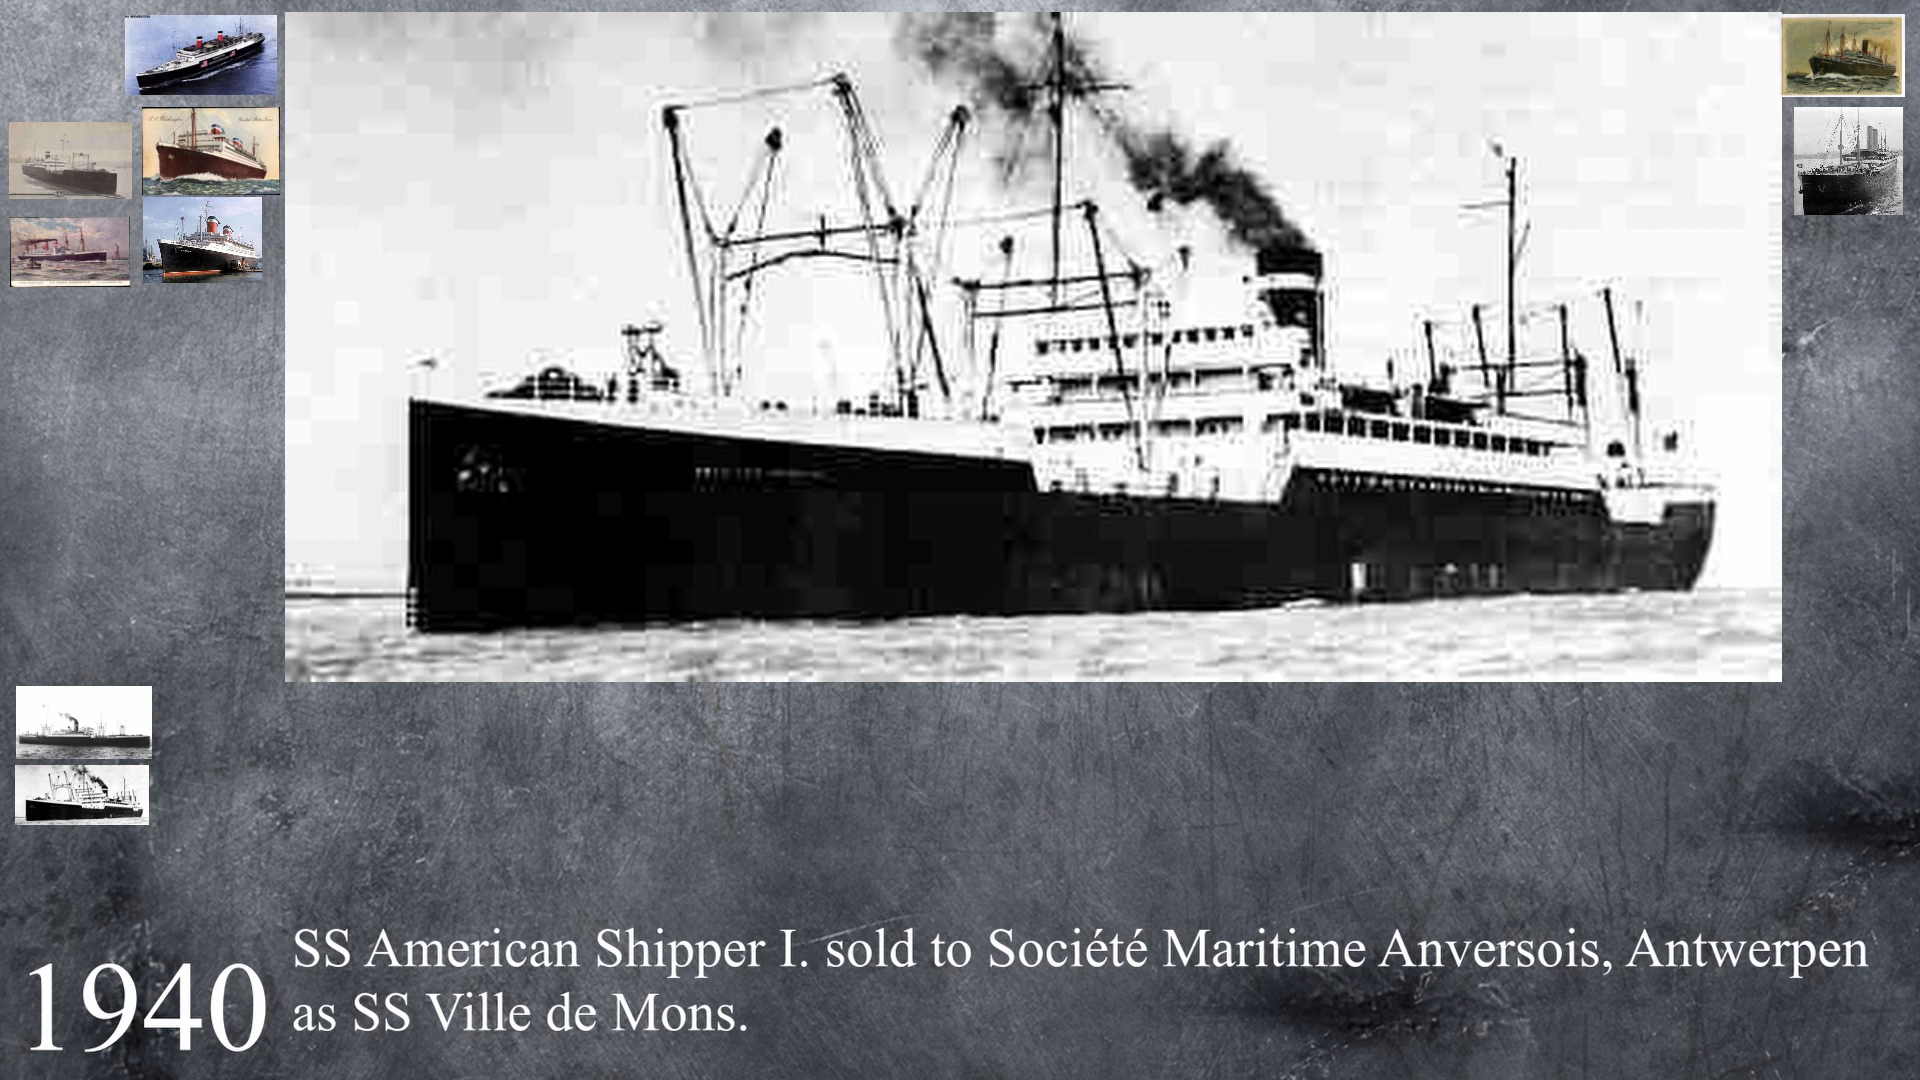 SS American Shipper I. sold to Société Maritime Anversois, Antwerpen
as SS Ville de Mons.
1940